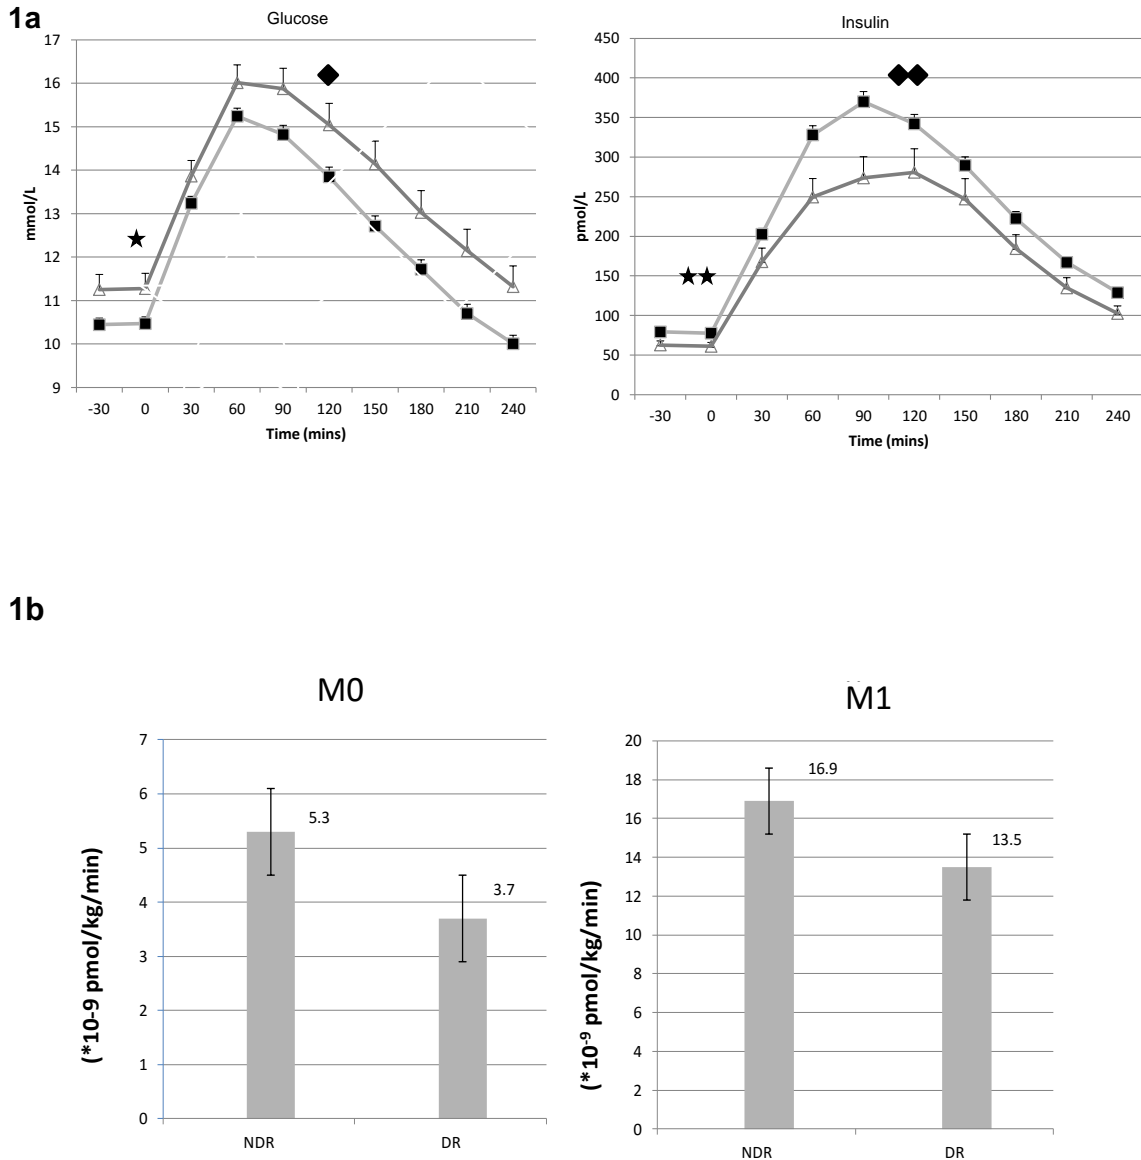 1a
Glucose
mmol/L
17
16
15
14
13
12
11
10
9
-30 0 30 60 90 120 150 180 210 240
Time (mins)
Insulin
pmol/L
450
400
350
300
250
200
150
100
50
0
-30 0 30 60 90 120 150 180 210 240
Time (mins)
1b
M0
(*10-9 pmol/kg/min)
7
6
5
4
3
2
1
0
5.3
3.7
NDR DR
M1
(*10⁻⁹ pmol/kg/min)
20
18
16
14
12
10
8
6
4
2
0
16.9
13.5
NDR DR